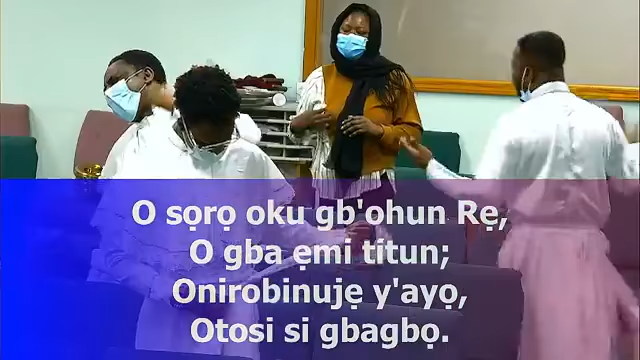 O sọrọ oku gb'ohun Rẹ,
O gba ẹmi titun;
Onirobinujẹ y'ayọ,
Otosi si gbagbọ.